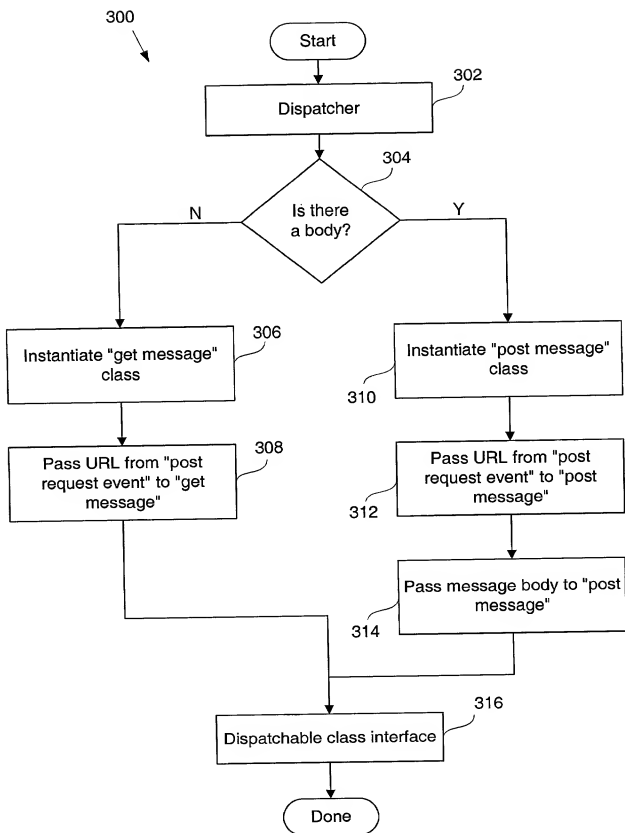 300
Start
302
Dispatcher
304
Is there
a body?
N
Y
306
Instantiate "get message"
class
310
Instantiate "post message"
class
308
Pass URL from "post
request event" to "get
message"
312
Pass URL from "post
request event" to "post
message"
314
Pass message body to "post
message"
316
Dispatchable class interface
Done